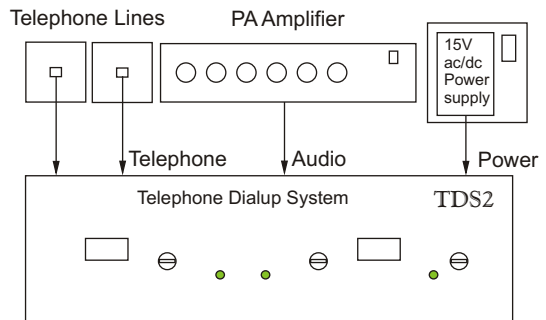 Telephone Lines
PA Amplifier
15V
ac/dc
Power
supply
Telephone
Audio
Power
Telephone Dialup System
TDS2